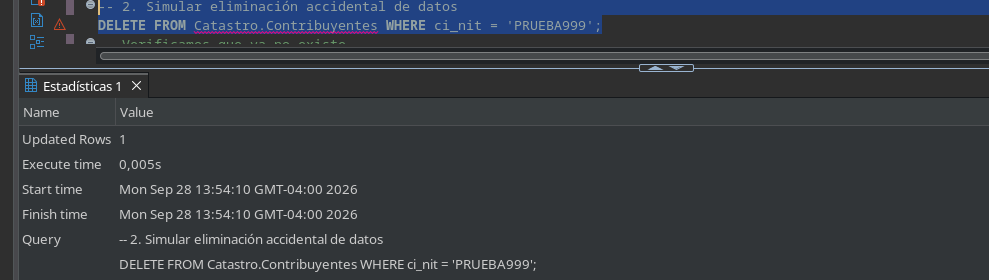 -- 2. Simular eliminación accidental de datos
DELETE FROM Catastro.Contribuyentes WHERE ci_nit = 'PRUEBA999';
Verificamos que ya no existe
Estadísticas 1
Name Value
Updated Rows 1
Execute time 0,005s
Start time Mon Sep 28 13:54:10 GMT-04:00 2026
Finish time Mon Sep 28 13:54:10 GMT-04:00 2026
Query -- 2. Simular eliminación accidental de datos
DELETE FROM Catastro.Contribuyentes WHERE ci_nit = 'PRUEBA999';